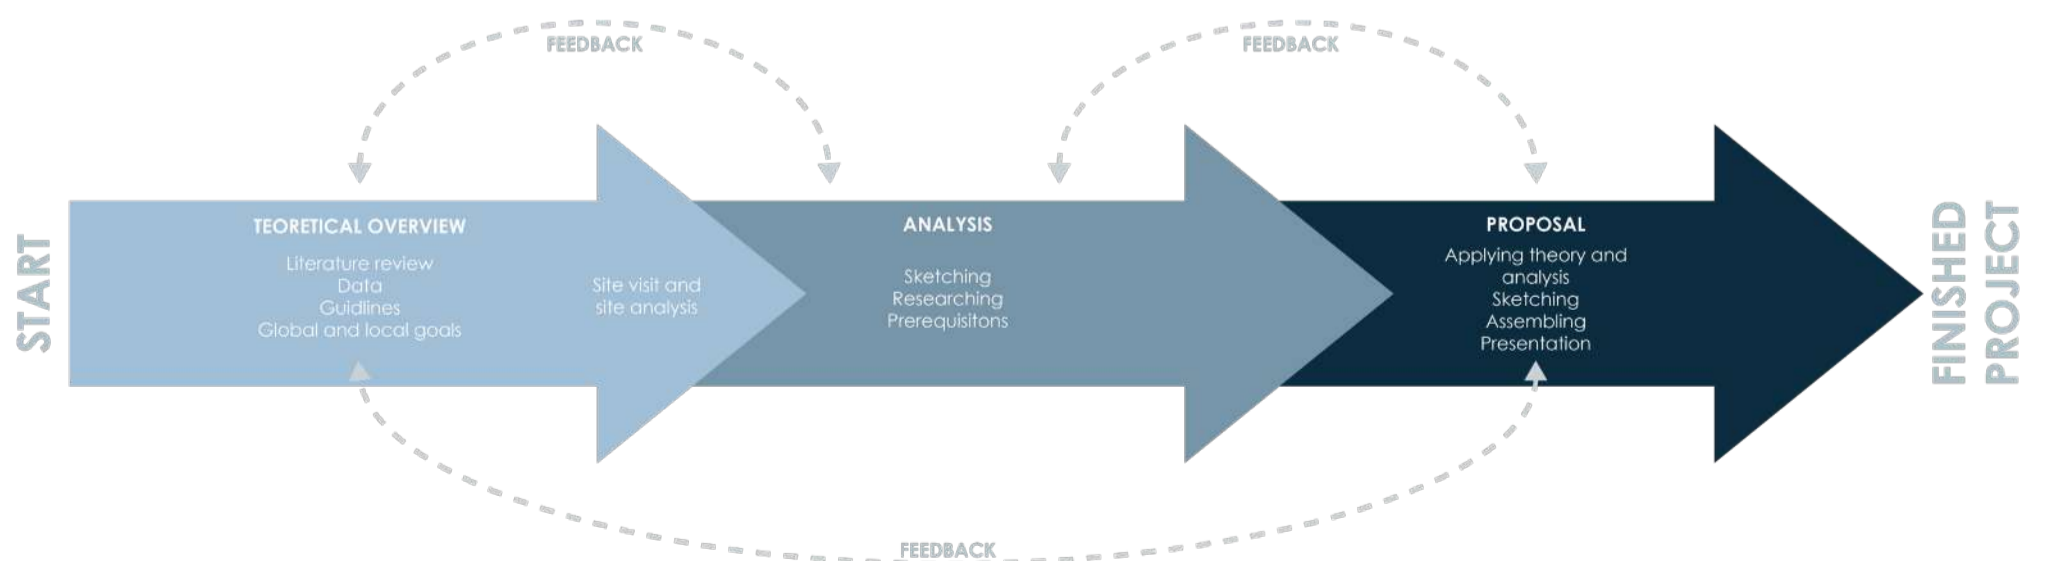 FEEDBACK
FEEDBACK
START
TEORETICAL OVERVIEW
Literature review
Data
Guidlines
Global and local goals
Site visit and
site analysis
ANALYSIS
Sketching
Researching
Prerequisitons
PROPOSAL
Applying theory and
analysis
Sketching
Assembling
Presentation
FINISHED
PROJECT
FEEDBACK